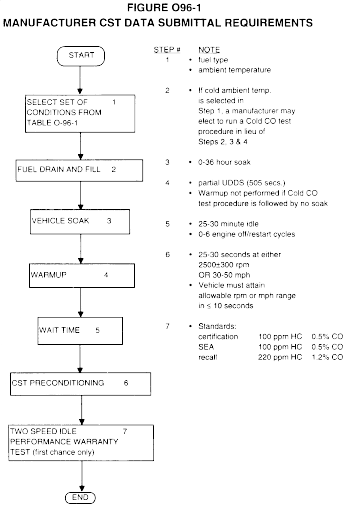 FIGURE O96-1
MANUFACTURER CST DATA SUBMITTAL REQUIREMENTS
START
SELECT SET OF 1
CONDITIONS FROM
TABLE O-96-1
FUEL DRAIN AND FILL 2
VEHICLE SOAK 3
WARMUP 4
WAIT TIME 5
CST PRECONDITIONING 6
TWO SPEED IDLE 7
PERFORMANCE WARRANTY
TEST (first chance only)
END
STEP # NOTE
1 • fuel type
• ambient temperature
2 • If cold ambient temp.
is selected in
Step 1, a manufacturer may
elect to run a Cold CO test
procedure in lieu of
Steps 2, 3 & 4
3 • 0-36 hour soak
4 • partial UDDS (505 secs.)
• Warmup not performed if Cold CO
test procedure is followed by no soak
5 • 25-30 minute idle
• 0-6 engine off/restart cycles
6 • 25-30 seconds at either
2500±300 rpm
OR 30-50 mph
• Vehicle must attain
allowable rpm or mph range
in ≤ 10 seconds
7 • Standards:
certification 100 ppm HC 0.5% CO
SEA 100 ppm HC 0.5% CO
recall 220 ppm HC 1.2% CO